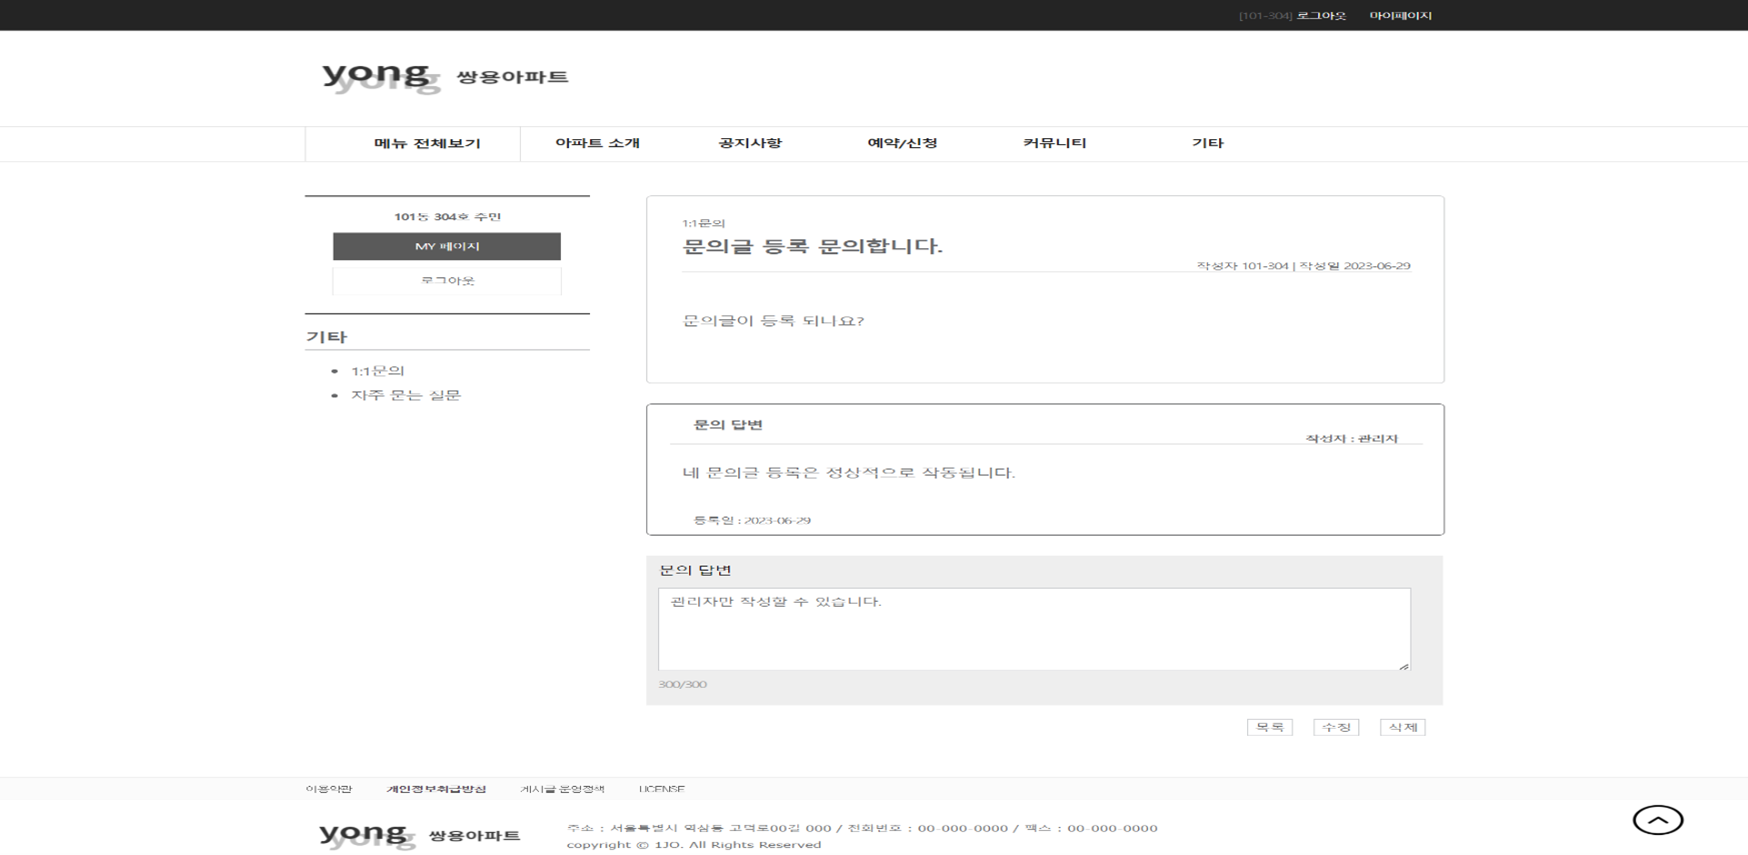 [101-304] 로그아웃 마이페이지
yong 쌍용아파트
메뉴 전체보기 아파트 소개 공지사항 예약/신청 커뮤니티 기타
101동 304호 주민
MY 페이지
로그아웃
기타
• 1:1문의
• 자주 묻는 질문
1:1문의
문의글 등록 문의합니다.
작성자 101-304 | 작성일 2023-06-29
문의글이 등록 되나요?
문의 답변
작성자 : 관리자
네 문의글 등록은 정상적으로 작동됩니다.
등록일 : 2023-06-29
문의 답변
관리자만 작성할 수 있습니다.
300/300
목록 수정 삭제
이용약관 개인정보취급방침 게시글 운영정책 LICENSE
yong 쌍용아파트
주소 : 서울특별시 역삼동 고덕로00길 000 / 전화번호 : 00-000-0000 / 팩스 : 00-000-0000
copyright © 1JO. All Rights Reserved